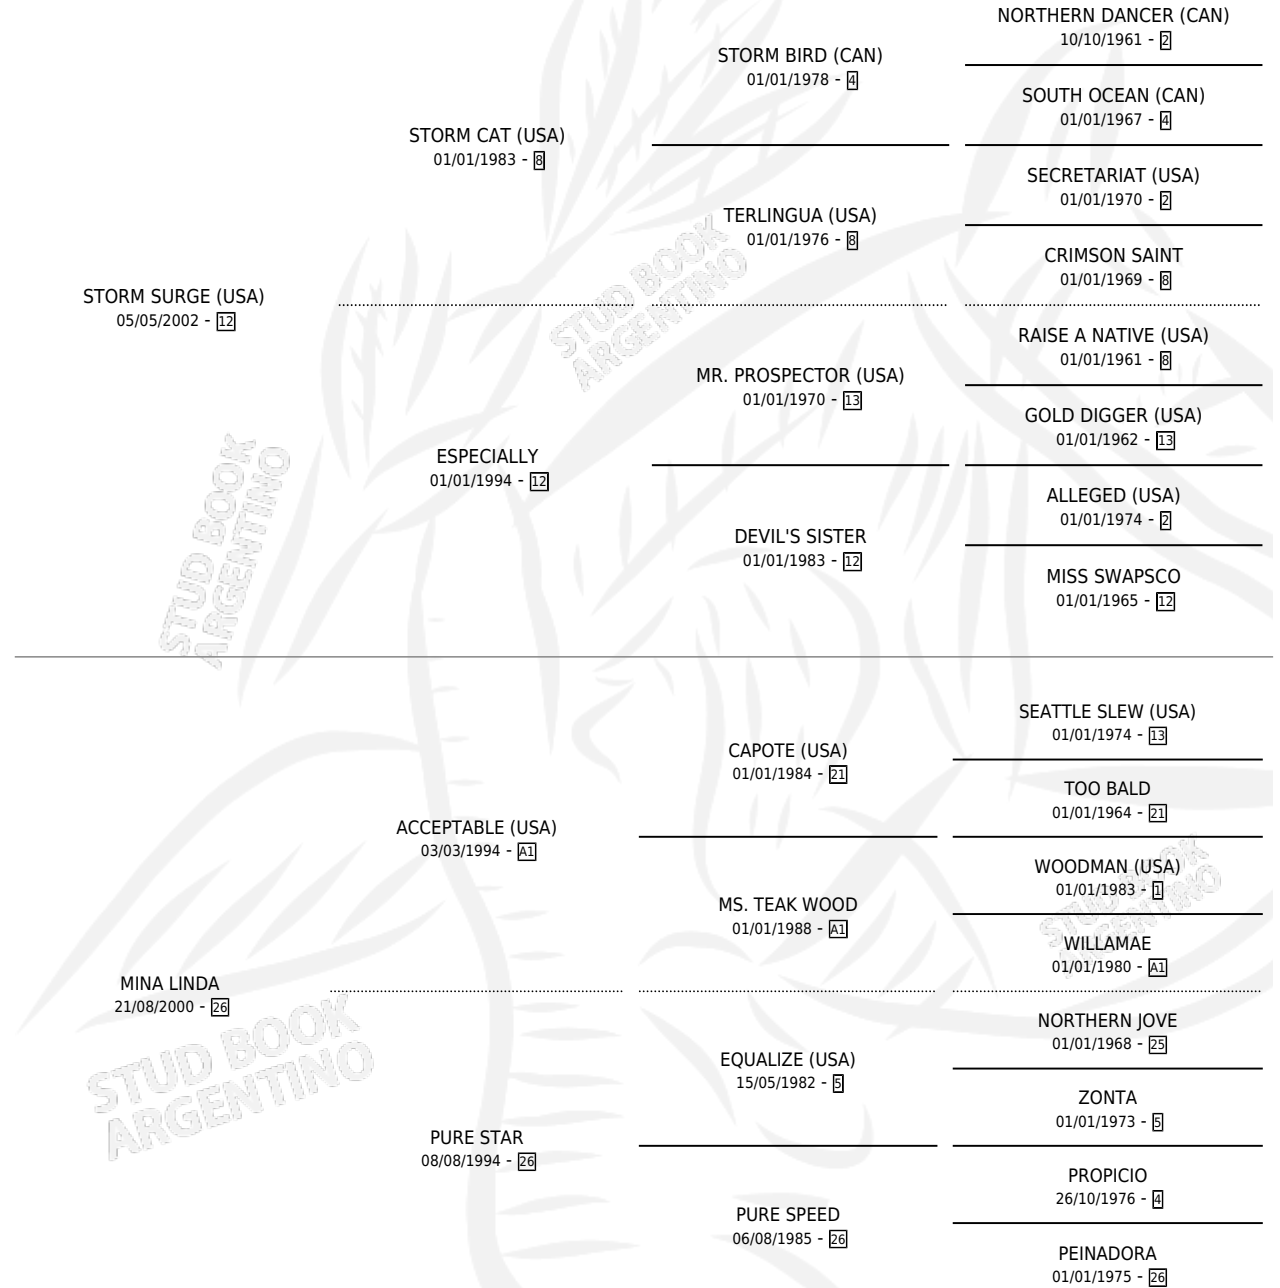 NORTHERN DANCER (CAN)
10/10/1961 - 2
STORM BIRD (CAN)
01/01/1978 - 4
SOUTH OCEAN (CAN)
01/01/1967 - 4
STORM CAT (USA)
01/01/1983 - 8
SECRETARIAT (USA)
01/01/1970 - 2
TERLINGUA (USA)
01/01/1976 - 8
CRIMSON SAINT
01/01/1969 - 8
STORM SURGE (USA)
05/05/2002 - 12
STUD BOOK
ARGENTINO
RAISE A NATIVE (USA)
01/01/1961 - 8
MR. PROSPECTOR (USA)
01/01/1970 - 13
GOLD DIGGER (USA)
01/01/1962 - 13
ESPECIALLY
01/01/1994 - 12
ALLEGED (USA)
01/01/1974 - 2
DEVIL'S SISTER
01/01/1983 - 12
MISS SWAPSCO
01/01/1965 - 12
STUD BOOK
ARGENTINO
SEATTLE SLEW (USA)
01/01/1974 - 13
CAPOTE (USA)
01/01/1984 - 21
TOO BALD
01/01/1964 - 21
ACCEPTABLE (USA)
03/03/1994 - A1
WOODMAN (USA)
01/01/1983 - 1
MS. TEAK WOOD
01/01/1988 - A1
WILLAMAE
01/01/1980 - A1
STUD BOOK
ARGENTINO
MINA LINDA
21/08/2000 - 26
NORTHERN JOVE
01/01/1968 - 25
EQUALIZE (USA)
15/05/1982 - 5
ZONTA
01/01/1973 - 5
STUD BOOK
ARGENTINO
PURE STAR
08/08/1994 - 26
PROPICIO
26/10/1976 - 4
PURE SPEED
06/08/1985 - 26
PEINADORA
01/01/1975 - 26